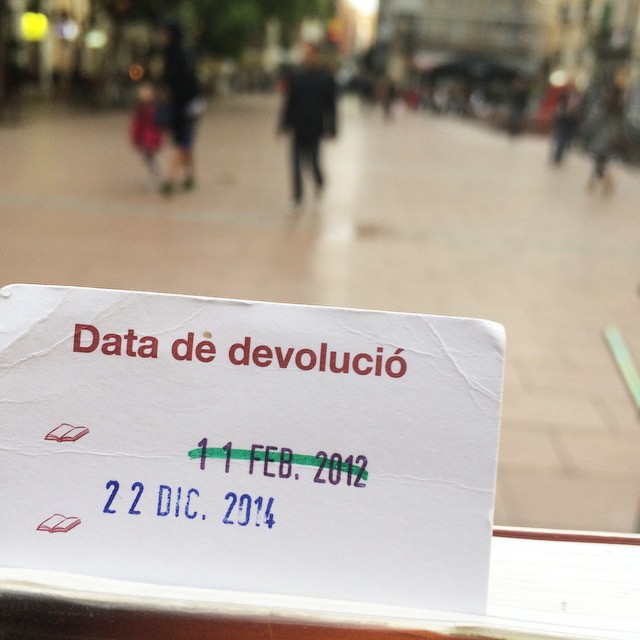 Data de devolució
11 FEB. 2012
22 DIC. 2014